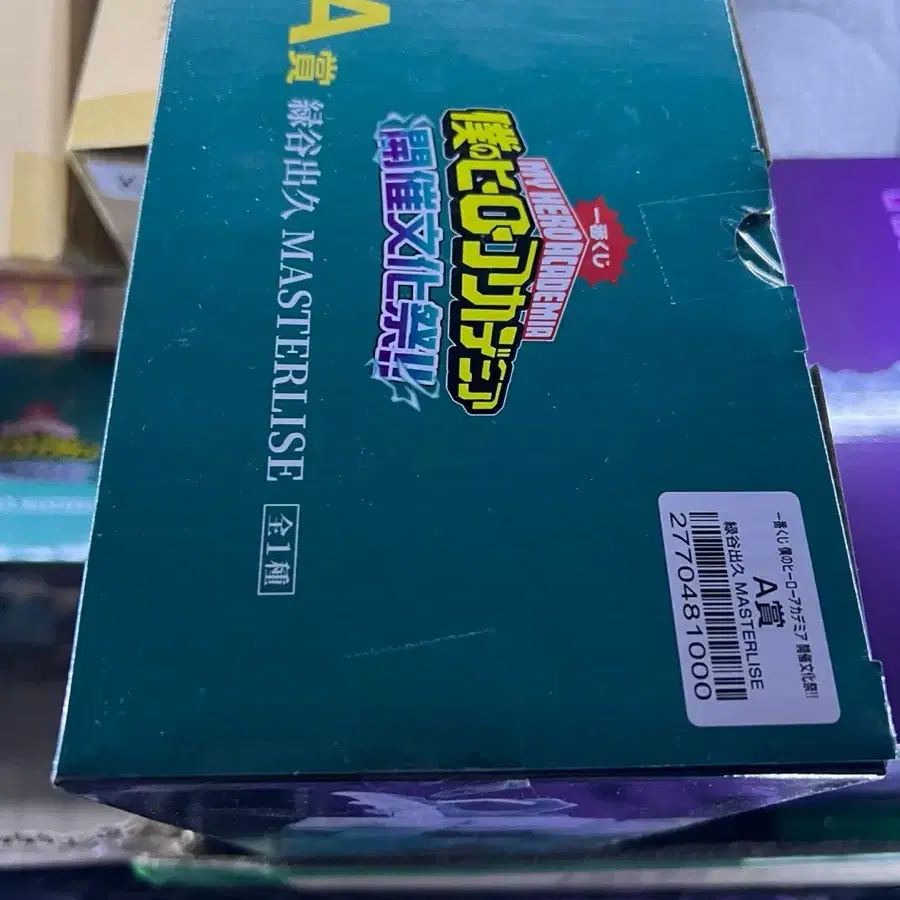 A賞
緑谷出久 MASTERLISE 全1種
一番くじ
MY HERO ACADEMIA
僕のヒーローアカデミア
開催文化祭!!
一番くじ 僕のヒーローアカデミア 開催文化祭!!
A賞
緑谷出久 MASTERLISE
2770481000